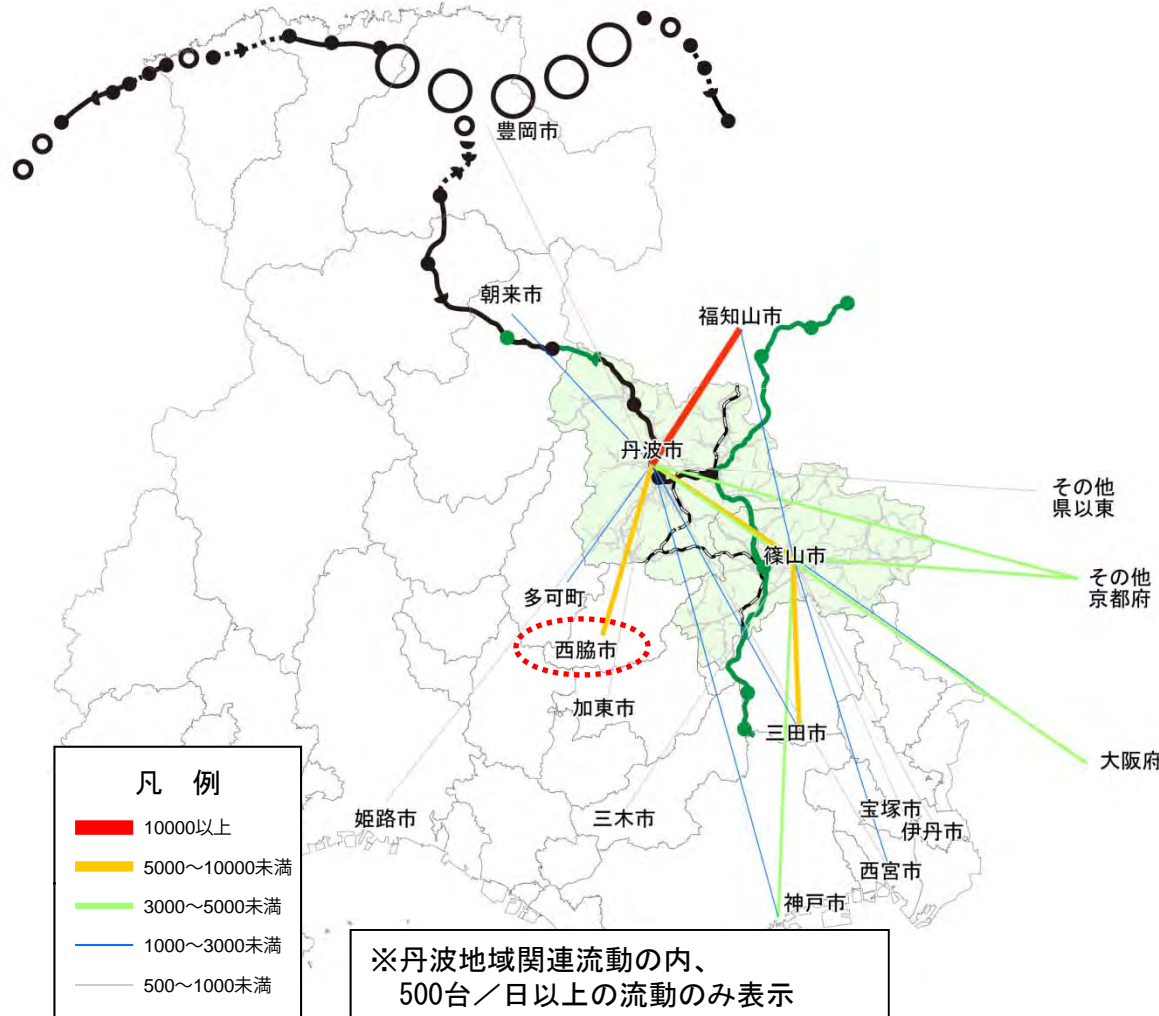 豊岡市
朝来市
福知山市
丹波市
その他
県以東
篠山市
その他
京都府
多可町
西脇市
加東市
三田市
大阪府
姫路市
三木市
宝塚市
伊丹市
西宮市
神戸市
凡 例
10000以上
5000～10000未満
3000～5000未満
1000～3000未満
500～1000未満
※丹波地域関連流動の内、
500台／日以上の流動のみ表示